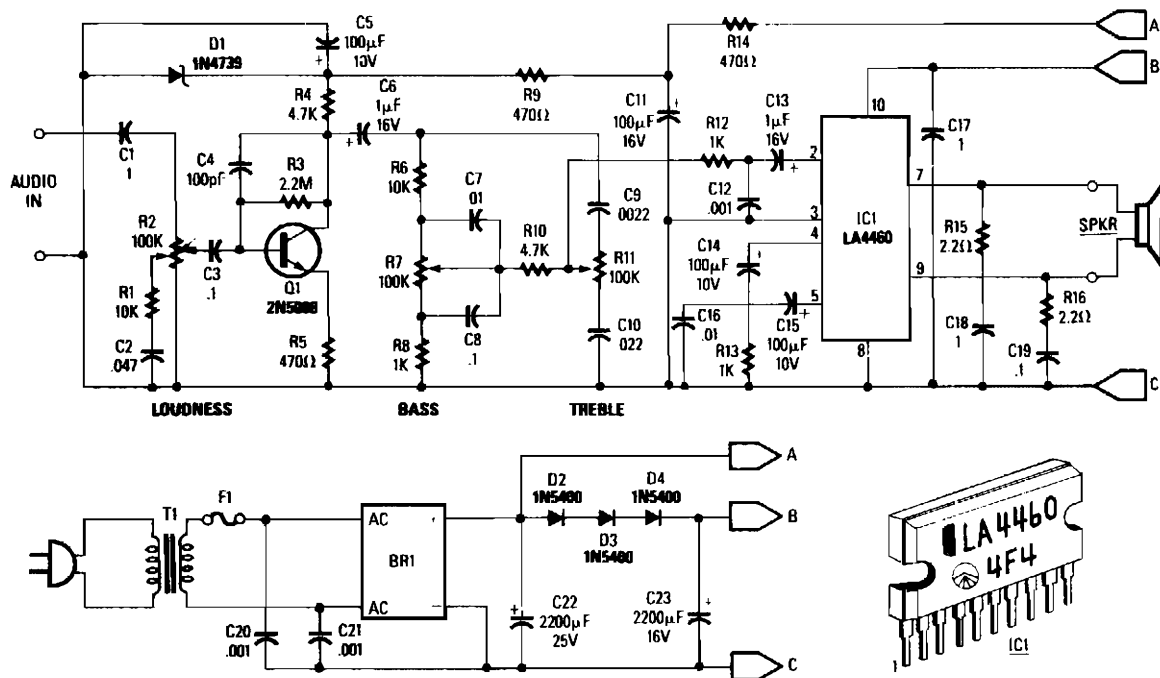 C5
100µF
10V
A
D1
1N4739
R14
470Ω
B
R4
4.7K
C6
1µF
16V
R9
470Ω
C11
100µF
16V
R12
1K
C13
1µF
16V
10
C17
1
C1
1
C4
100pF
R3
2.2M
R6
10K
C7
.01
C9
.0022
2
7
AUDIO
IN
C12
.001
3
IC1
LA4460
R15
2.2Ω
SPKR
R2
100K
R10
4.7K
4
C3
.1
R7
100K
R11
100K
C14
100µF
10V
9
Q1
R1
10K
5
R16
2.2Ω
C8
.1
C10
.022
C16
.01
C15
100µF
10V
C18
1
C2
.047
R5
470Ω
R8
1K
R13
1K
8
C19
.1
C
LOUDNESS
BASS
TREBLE
A
D2
1N5400
D4
1N5400
T1
F1
AC
B
D3
1N5400
BR1
LA4460
4F4
AC
C22
2200µF
25V
C23
2200µF
16V
C20
.001
C21
.001
C
1
IC1